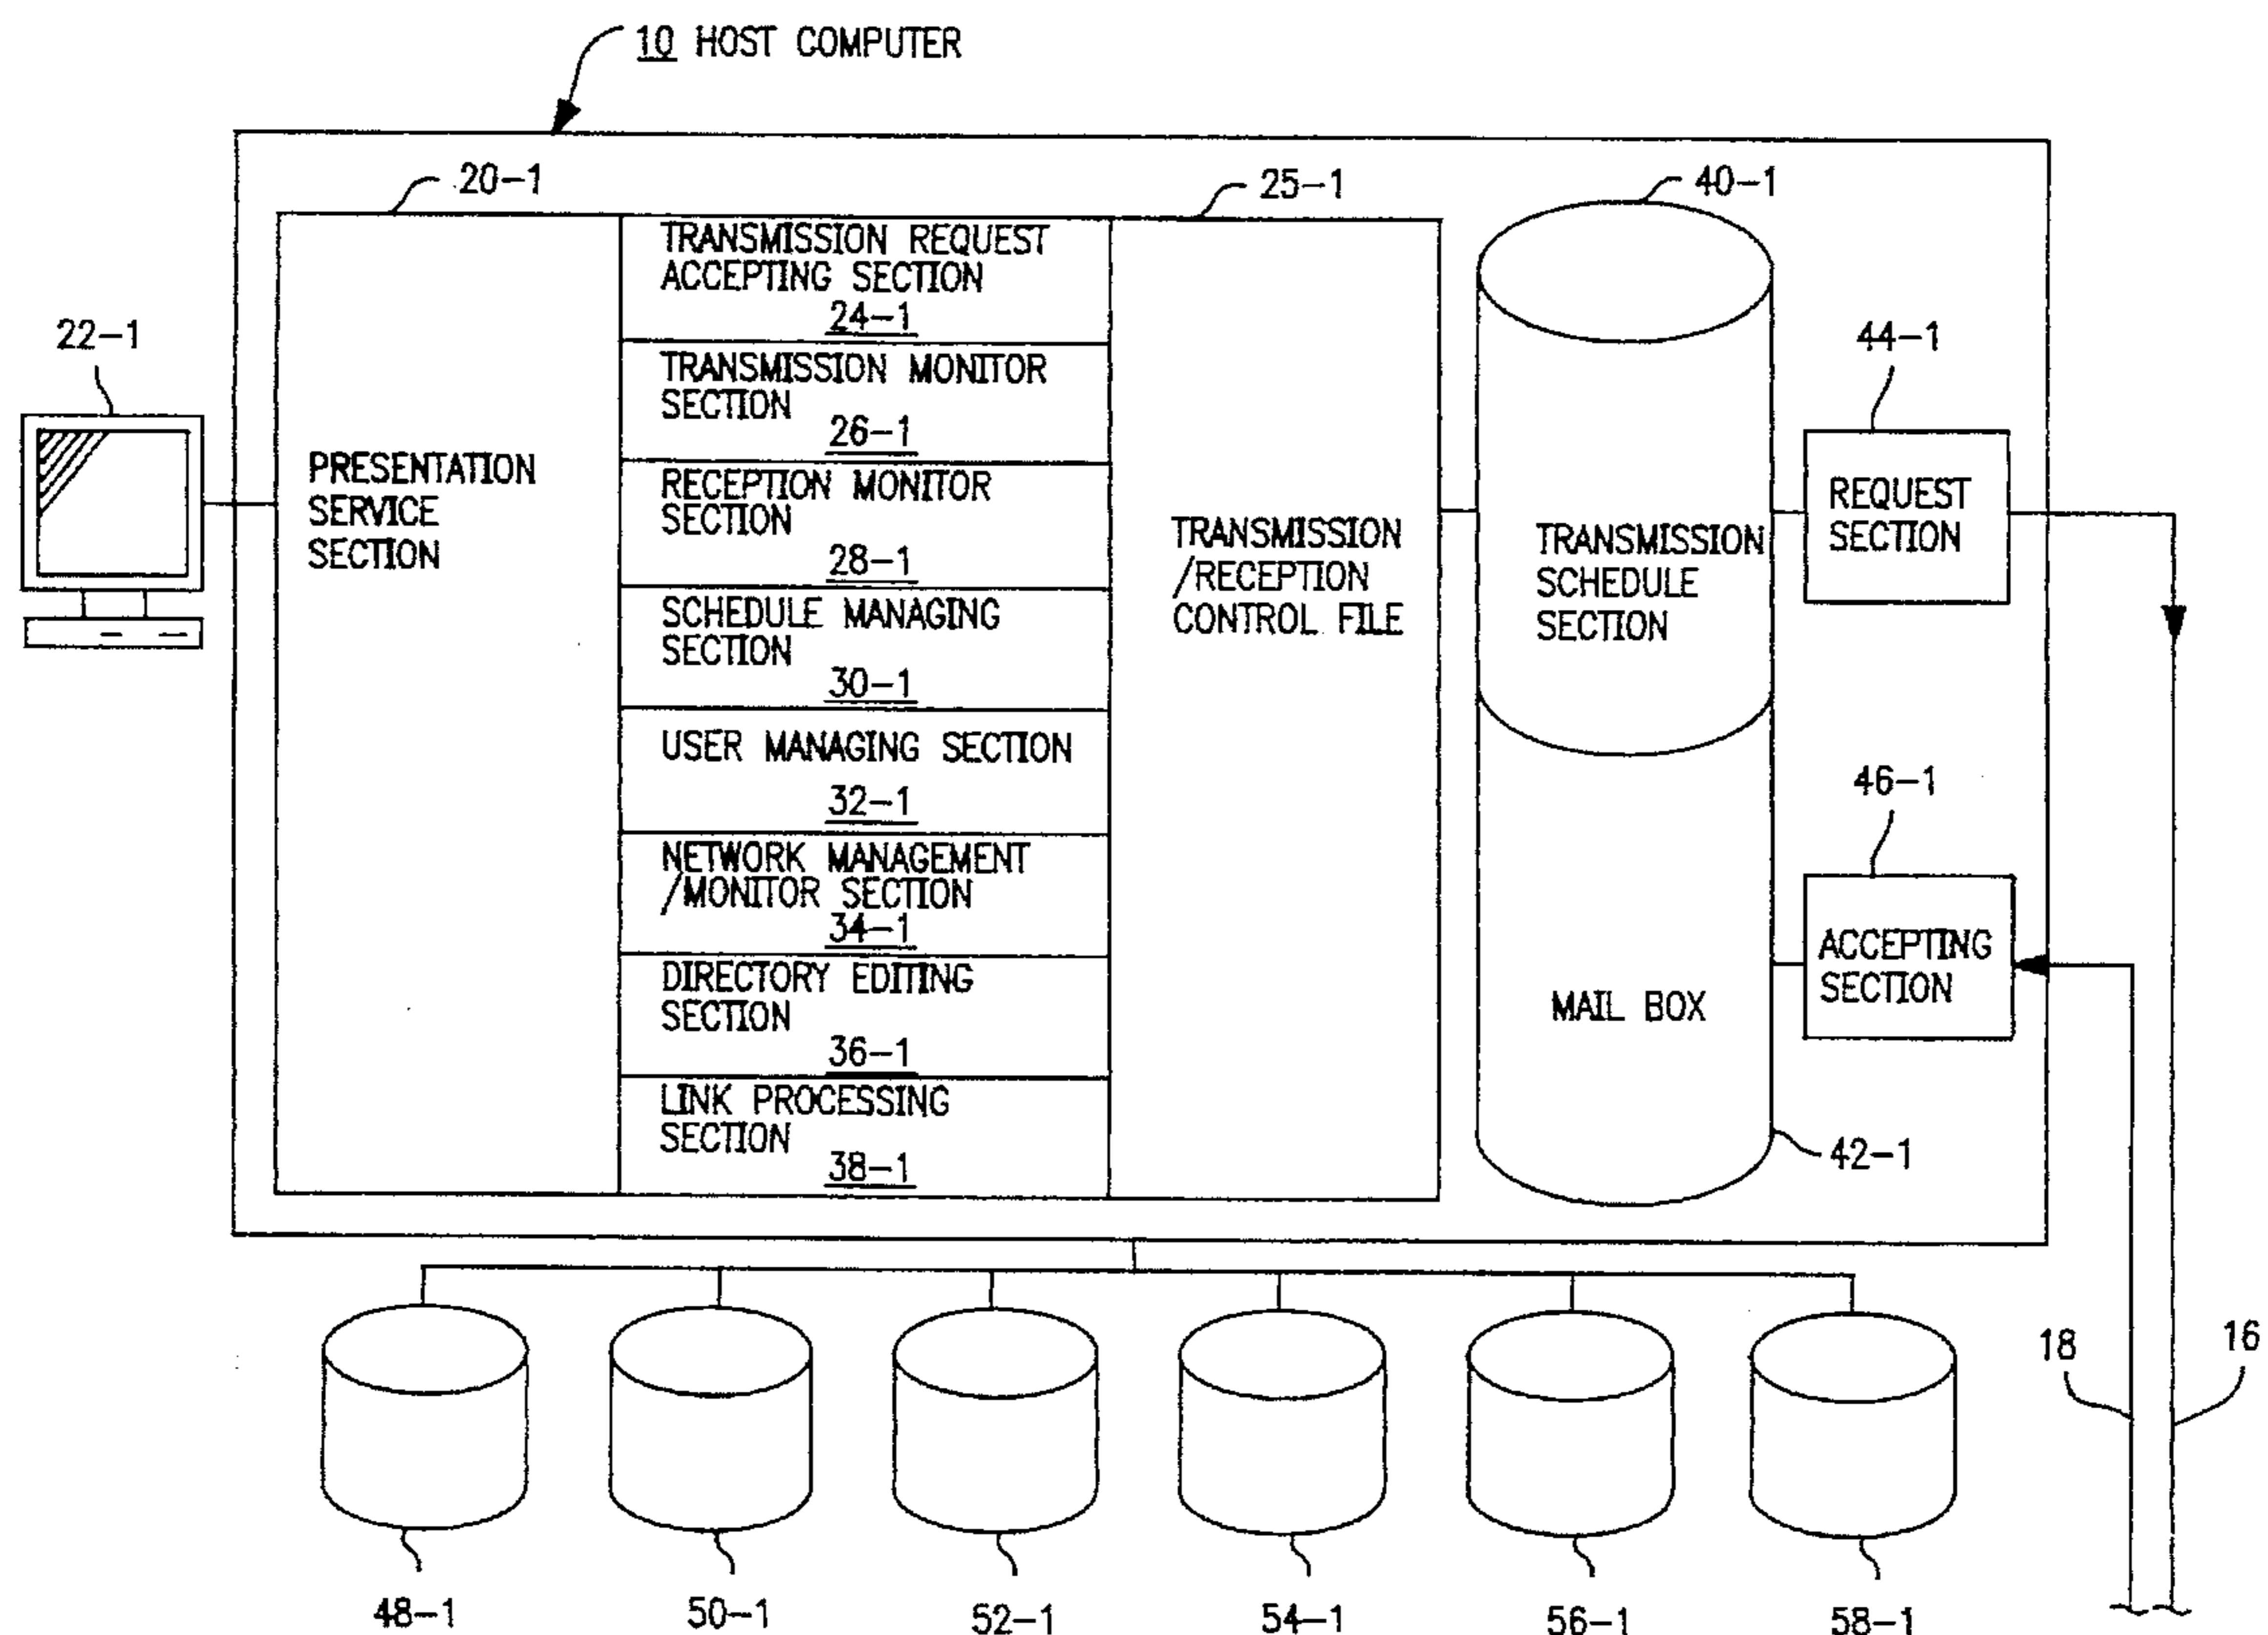 10 HOST COMPUTER
20-1
25-1
40-1
22-1
PRESENTATION
SERVICE
SECTION
TRANSMISSION REQUEST
ACCEPTING SECTION
24-1
TRANSMISSION MONITOR
SECTION
26-1
RECEPTION MONITOR
SECTION
28-1
SCHEDULE MANAGING
SECTION
30-1
USER MANAGING SECTION
32-1
NETWORK MANAGEMENT
/MONITOR SECTION
34-1
DIRECTORY EDITING
SECTION
36-1
LINK PROCESSING
SECTION
38-1
TRANSMISSION
/RECEPTION
CONTROL FILE
TRANSMISSION
SCHEDULE
SECTION
MAIL BOX
42-1
44-1
REQUEST
SECTION
46-1
ACCEPTING
SECTION
18
16
48-1
50-1
52-1
54-1
56-1
58-1